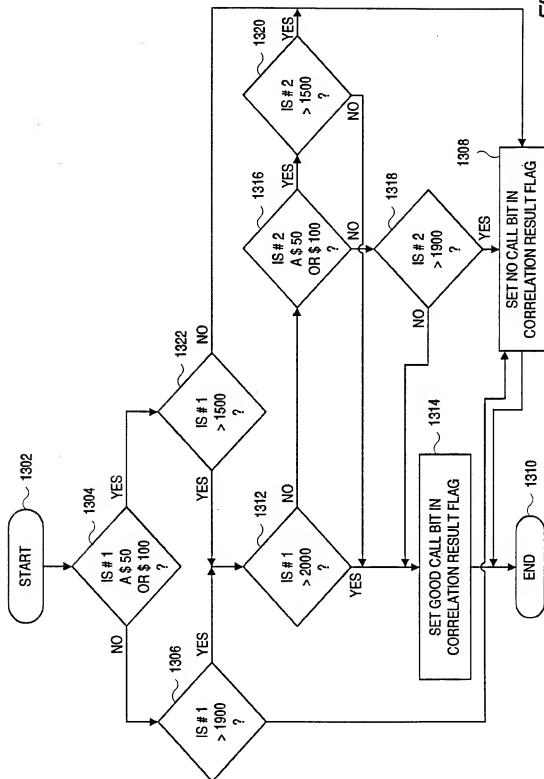 1302
START
1304
IS # 1
A $ 50
OR $ 100
?
YES
NO
1306
IS # 1
> 1900
?
YES
1322
IS # 1
> 1500
?
YES
NO
1312
IS # 1
> 2000
?
YES
NO
1316
IS # 2
A $ 50
OR $ 100
?
YES
NO
1320
IS # 2
> 1500
?
YES
NO
1318
IS # 2
> 1900
?
NO
YES
1314
SET GOOD CALL BIT IN
CORRELATION RESULT FLAG
1308
SET NO CALL BIT IN
CORRELATION RESULT FLAG
1310
END